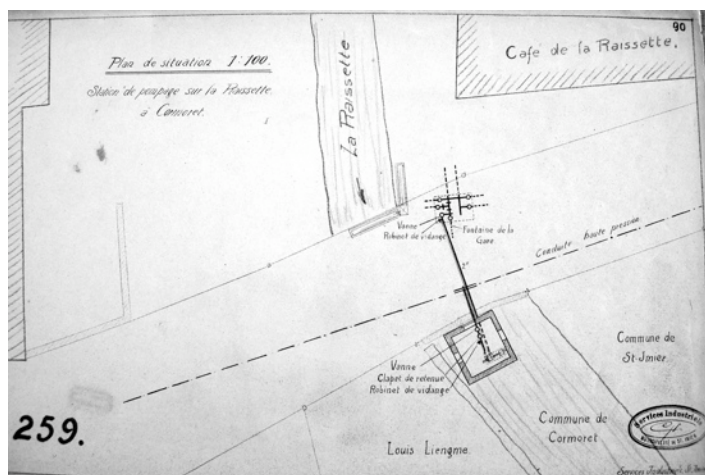 90
Plan de situation 1:100.
Station de pompage sur la Raissette
à Cormoret.
La Raissette
Café de la Raissette.
Vanne
Robinet de vidange
Fontaine de la
Gare
Conduite haute pression
2"
Vanne
Clapet de retenue
Robinet de vidange
Commune de
St-Imier.
Commune de
Cormoret
Louis Liengme.
259.
Services Industriels